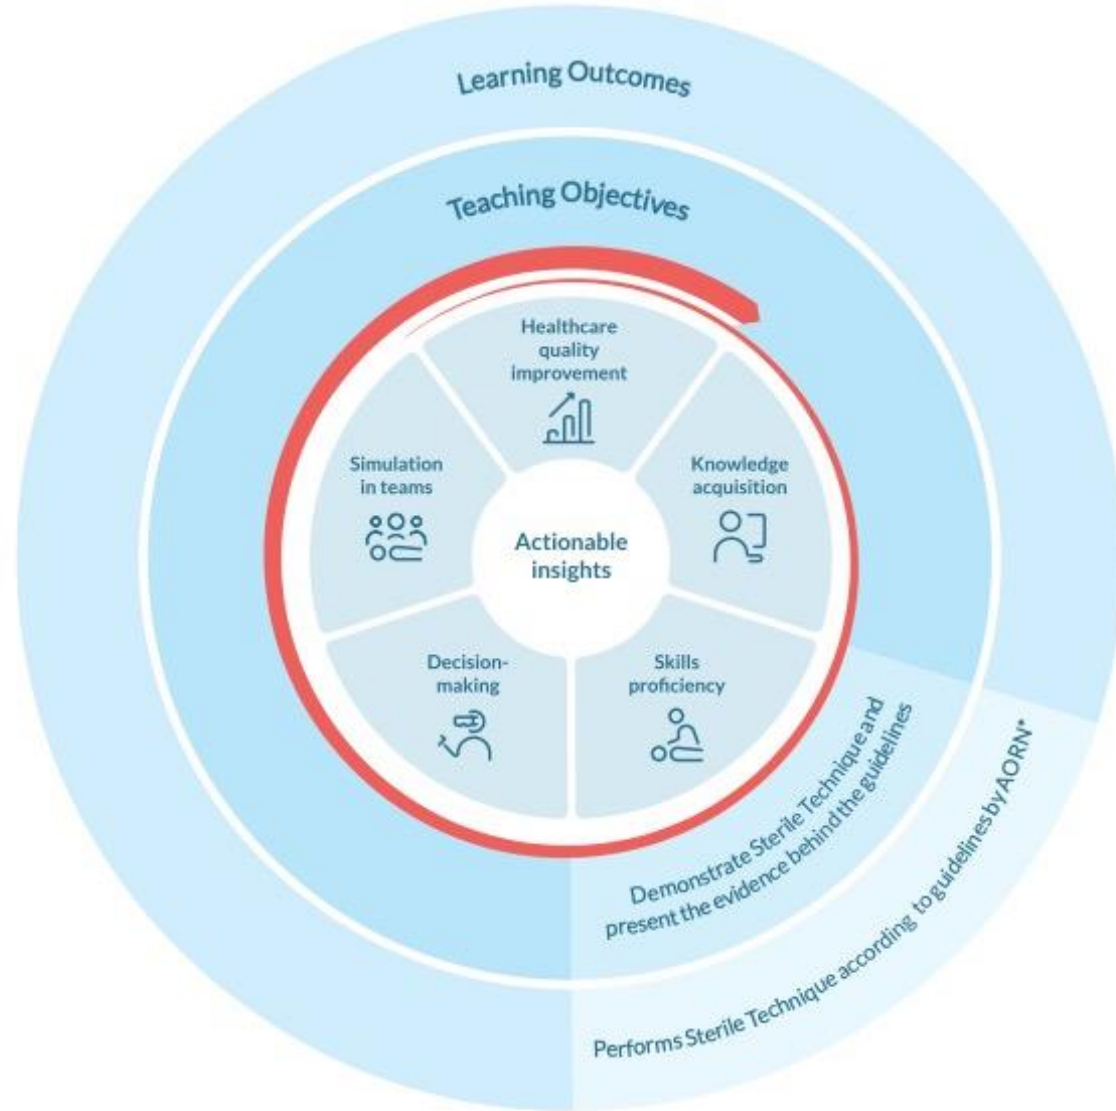 Learning Outcomes
Teaching Objectives
Healthcare
quality
improvement
Simulation
in teams
Knowledge
acquisition
Actionable
insights
Decision-
making
Skills
proficiency
Demonstrate Sterile Technique and
present the evidence behind the guidelines
Performs Sterile Technique according to guidelines by AORN*